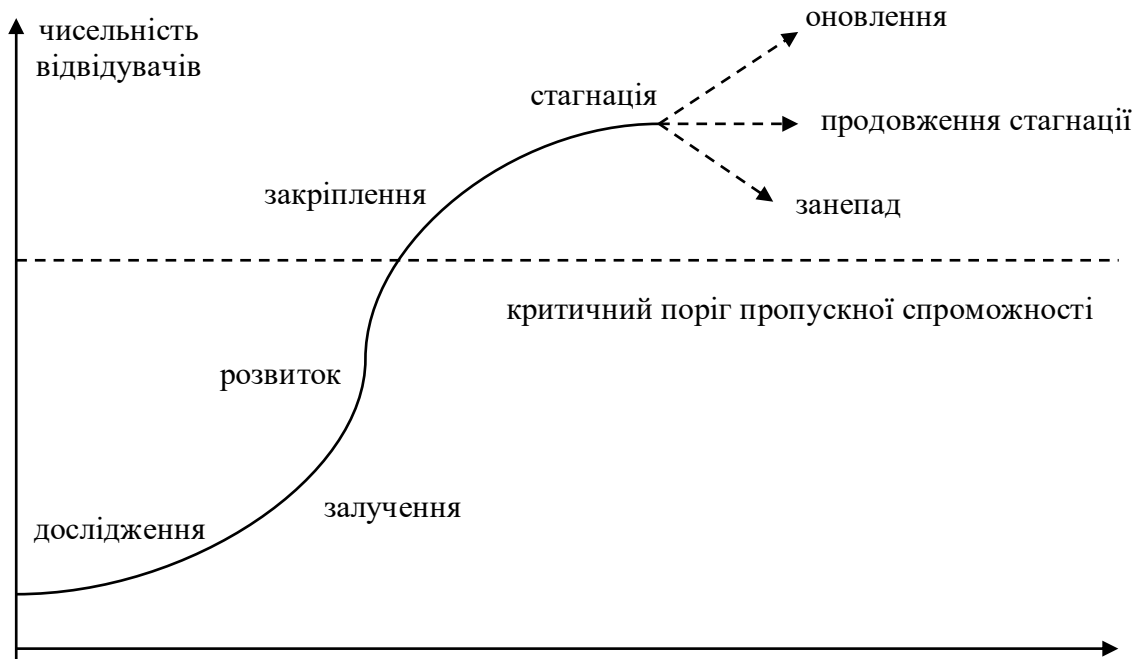 чисельність
відвідувачів
оновлення
стагнація
продовження стагнації
закріплення
занепад
критичний поріг пропускної спроможності
розвиток
залучення
дослідження